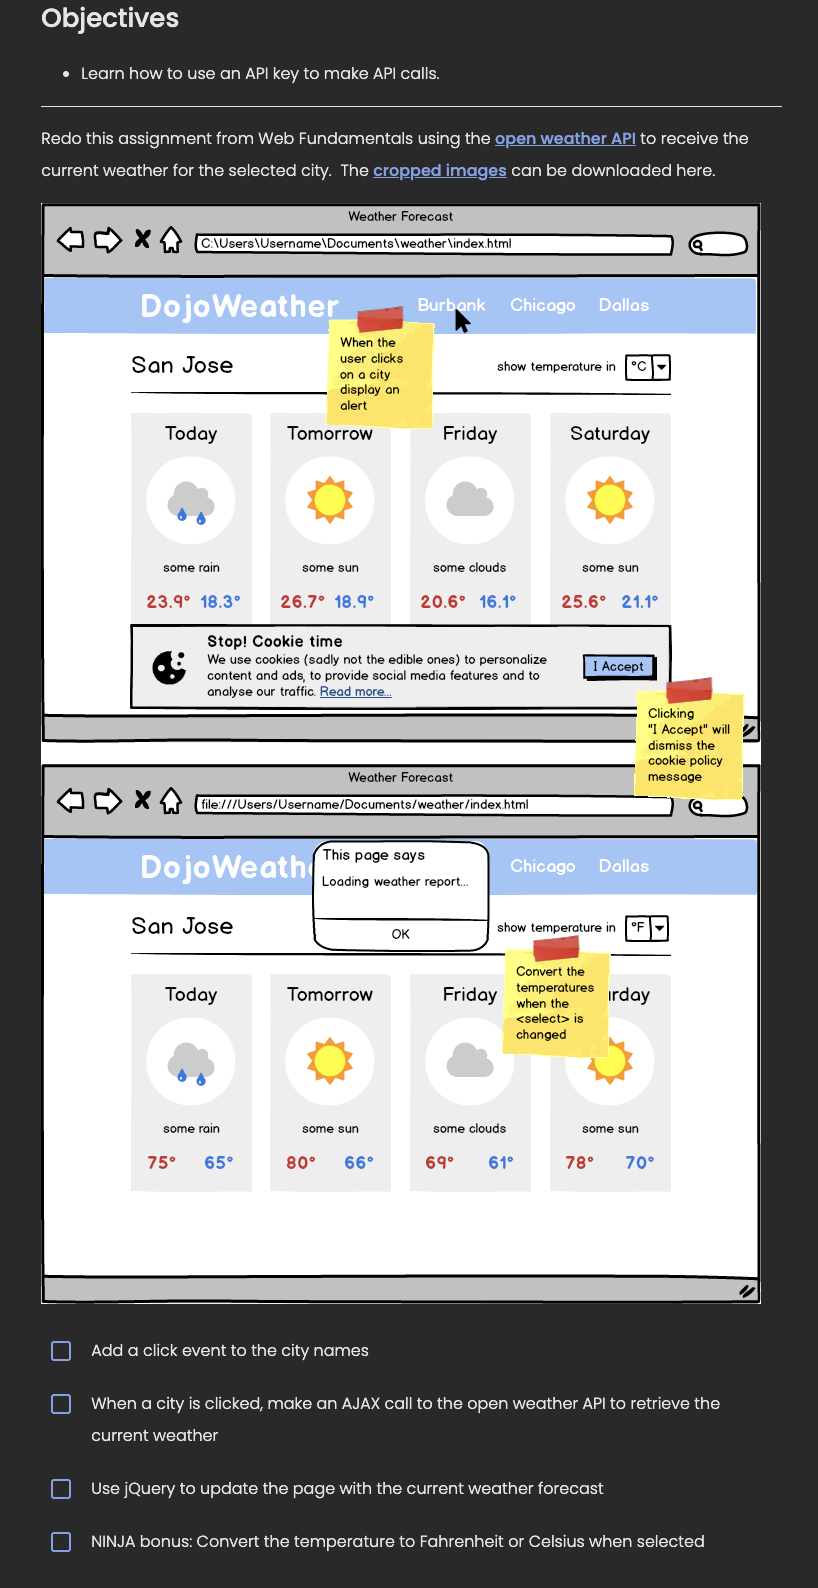 Objectives
Learn how to use an API key to make API calls.
Redo this assignment from Web Fundamentals using the open weather API to receive the
current weather for the selected city.  The cropped images can be downloaded here.
Weather Forecast
C:\Users\Username\Documents\weather\index.html
DojoWeather
Burbank Chicago Dallas
When the
user clicks
on a city
display an
alert
San Jose
show temperature in °C
Today Tomorrow Friday Saturday
some rain some sun some clouds some sun
23.9° 18.3° 26.7° 18.9° 20.6° 16.1° 25.6° 21.1°
Stop! Cookie time
We use cookies (sadly not the edible ones) to personalize
content and ads, to provide social media features and to
analyse our traffic. Read more...
I Accept
Clicking
"I Accept" will
dismiss the
cookie policy
message
Weather Forecast
file:///Users/Username/Documents/weather/index.html
DojoWeath
Chicago Dallas
This page says
Loading weather report...
OK
San Jose
show temperature in °F
Convert the
temperatures
when the
<select> is
changed
Today Tomorrow Friday rday
some rain some sun some clouds some sun
75° 65° 80° 66° 69° 61° 78° 70°
Add a click event to the city names
When a city is clicked, make an AJAX call to the open weather API to retrieve the
current weather
Use jQuery to update the page with the current weather forecast
NINJA bonus: Convert the temperature to Fahrenheit or Celsius when selected